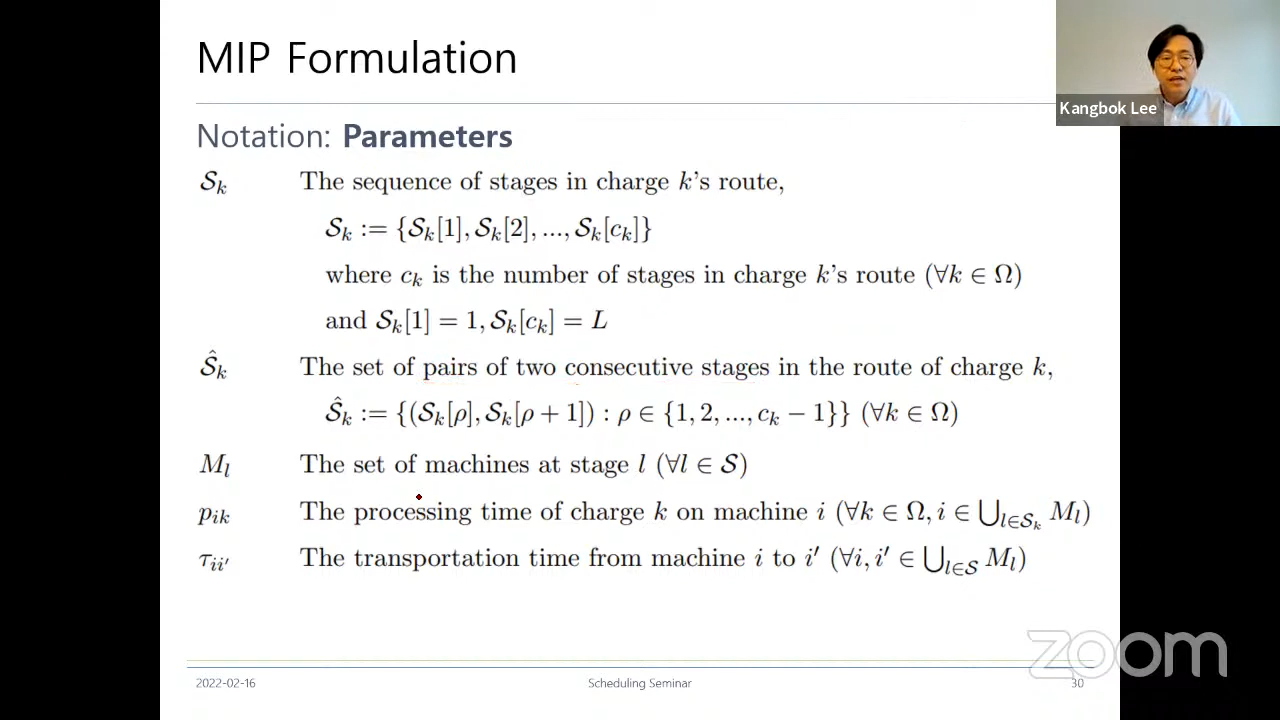 MIP Formulation
Kangbok Lee
Notation: Parameters
𝒮ₖ The sequence of stages in charge k's route,
𝒮ₖ := {𝒮ₖ[1], 𝒮ₖ[2], ..., 𝒮ₖ[cₖ]}
where cₖ is the number of stages in charge k's route (∀k ∈ Ω)
and 𝒮ₖ[1] = 1, 𝒮ₖ[cₖ] = L
𝒮̂ₖ The set of pairs of two consecutive stages in the route of charge k,
𝒮̂ₖ := {(𝒮ₖ[ρ], 𝒮ₖ[ρ + 1]) : ρ ∈ {1, 2, ..., cₖ − 1}} (∀k ∈ Ω)
Mₗ The set of machines at stage l (∀l ∈ 𝒮)
pᵢₖ The processing time of charge k on machine i (∀k ∈ Ω, i ∈ ⋃_{l∈𝒮ₖ} Mₗ)
τᵢᵢ′ The transportation time from machine i to i′ (∀i, i′ ∈ ⋃_{l∈𝒮} Mₗ)
zoom
2022-02-16 Scheduling Seminar 30